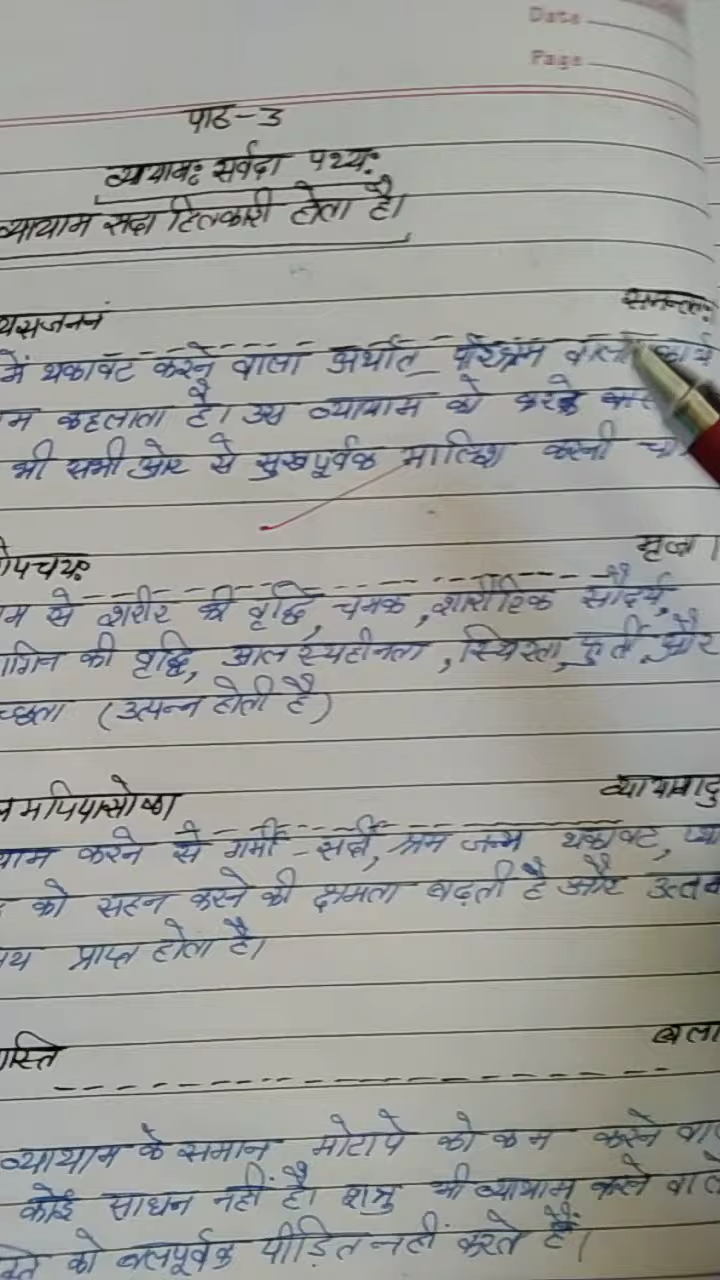 Date
Page
पाठ-3
व्यायामः सर्वदा पथ्यः
व्यायाम सदा हितकारी होता है।
यसजननं समन्ततः
में थकावट करने वाला अर्थात् परिश्रम वाला कार्य
म कहलाता है। उस व्यायाम को करके
भी सभी ओर से सुखपूर्वक मालिश करनी चा
पचयः मृजा।
म से शरीर की वृद्धि, चमक, शारीरिक सौंदर्य,
ाग्नि की वृद्धि, आलस्यहीनता, स्थिरता, फुर्ती और
च्छता (उत्पन्न होती है)
मपिपासोष्णा व्यायामादु
याम करने से गर्मी-सर्दी, श्रम जन्य थकावट, प्या
को सहन करने की क्षमता बढ़ती है और उत्तम
ग्य प्राप्त होता है।
स्ति बला
व्यायाम के समान मोटापे को कम करने वा
कोई साधन नहीं है। शत्रु भी व्यायाम करने वाले
को बलपूर्वक पीड़ित नहीं करते हैं।